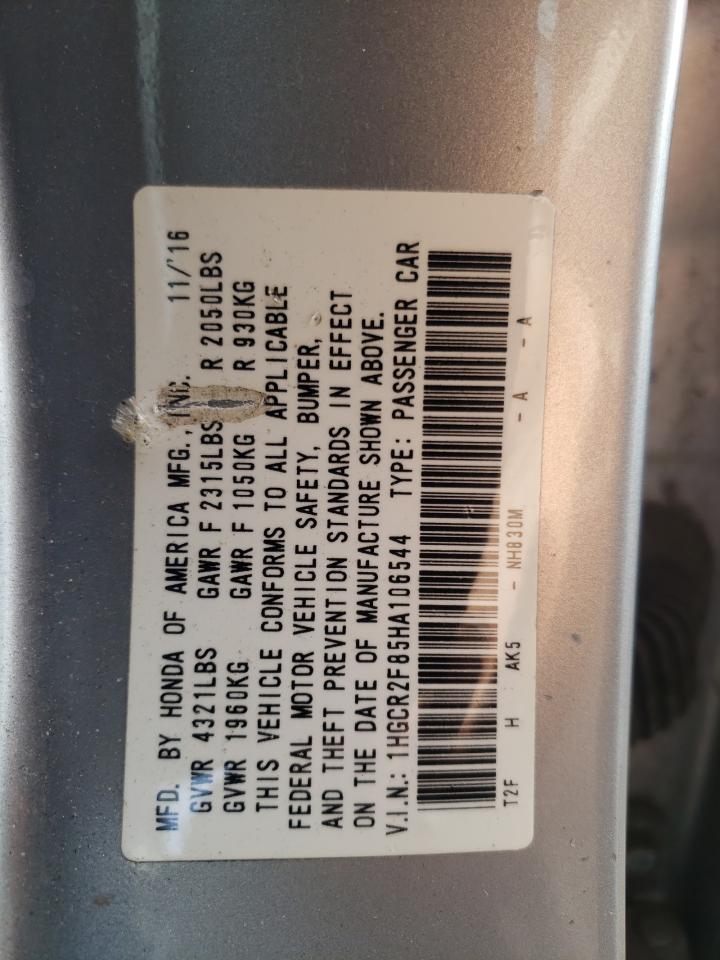 MFD. BY HONDA OF AMERICA MFG., INC. 11/'16
GVWR 4321LBS GAWR F 2315LBS R 2050LBS
GVWR 1960KG GAWR F 1050KG R 930KG
THIS VEHICLE CONFORMS TO ALL APPLICABLE
FEDERAL MOTOR VEHICLE SAFETY, BUMPER,
AND THEFT PREVENTION STANDARDS IN EFFECT
ON THE DATE OF MANUFACTURE SHOWN ABOVE.
V.I.N.: 1HGCR2F85HA106544 TYPE: PASSENGER CAR
T2F H AK5 - NH830M - A - A